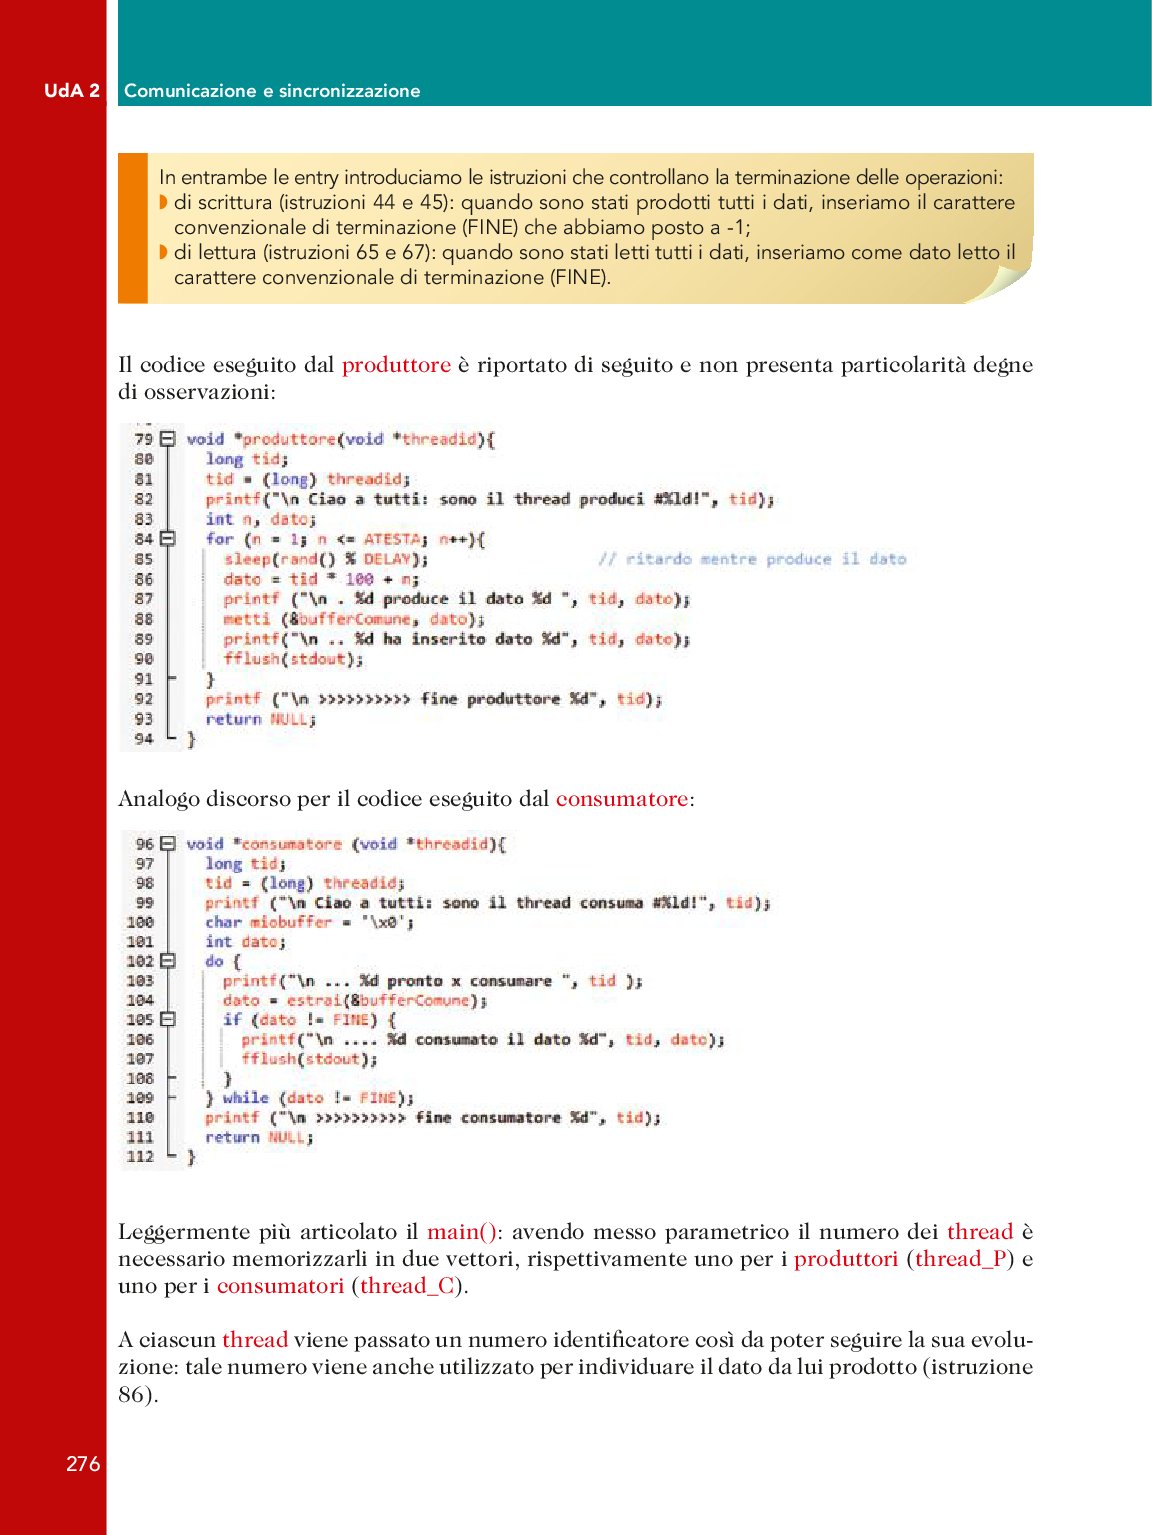 UdA 2 Comunicazione e sincronizzazione
In entrambe le entry introduciamo le istruzioni che controllano la terminazione delle operazioni:
◗ di scrittura (istruzioni 44 e 45): quando sono stati prodotti tutti i dati, inseriamo il carattere
convenzionale di terminazione (FINE) che abbiamo posto a -1;
◗ di lettura (istruzioni 65 e 67): quando sono stati letti tutti i dati, inseriamo come dato letto il
carattere convenzionale di terminazione (FINE).
Il codice eseguito dal produttore è riportato di seguito e non presenta particolarità degne
di osservazioni:
79 void *produttore(void *threadid){
80 long tid;
81 tid = (long) threadid;
82 printf("\n Ciao a tutti: sono il thread produci #%ld!", tid);
83 int n, dato;
84 for (n = 1; n <= ATESTA; n++){
85 sleep(rand() % DELAY); // ritardo mentre produce il dato
86 dato = tid * 100 + n;
87 printf ("\n . %d produce il dato %d ", tid, dato);
88 metti (&bufferComune, dato);
89 printf("\n .. %d ha inserito dato %d", tid, dato);
90 fflush(stdout);
91 }
92 printf ("\n >>>>>>>>>> fine produttore %d", tid);
93 return NULL;
94 }
Analogo discorso per il codice eseguito dal consumatore:
96 void *consumatore (void *threadid){
97 long tid;
98 tid = (long) threadid;
99 printf ("\n Ciao a tutti: sono il thread consuma #%ld!", tid);
100 char miobuffer = '\x0';
101 int dato;
102 do {
103 printf("\n ... %d pronto x consumare ", tid );
104 dato = estrai(&bufferComune);
105 if (dato != FINE) {
106 printf("\n .... %d consumato il dato %d", tid, dato);
107 fflush(stdout);
108 }
109 } while (dato != FINE);
110 printf ("\n >>>>>>>>>> fine consumatore %d", tid);
111 return NULL;
112 }
Leggermente più articolato il main(): avendo messo parametrico il numero dei thread è
necessario memorizzarli in due vettori, rispettivamente uno per i produttori (thread_P) e
uno per i consumatori (thread_C).
A ciascun thread viene passato un numero identificatore così da poter seguire la sua evolu-
zione: tale numero viene anche utilizzato per individuare il dato da lui prodotto (istruzione
86).
276